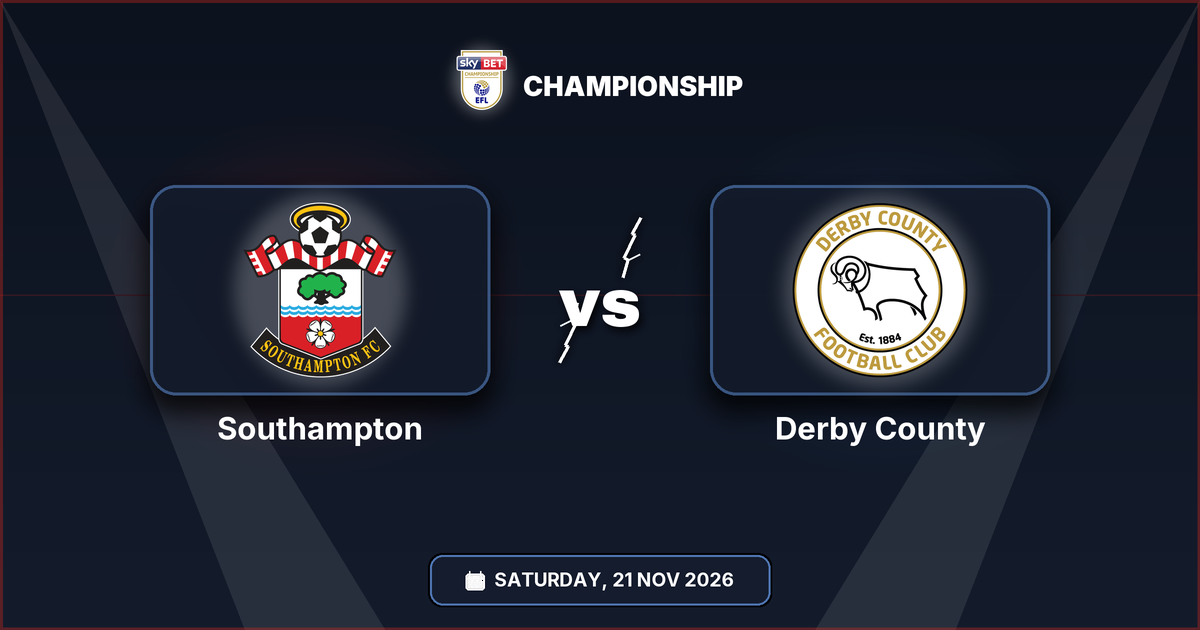 sky BET
CHAMPIONSHIP
EFL
CHAMPIONSHIP
SOUTHAMPTON FC
vs
DERBY COUNTY
Est. 1884
FOOTBALL CLUB
Southampton
Derby County
SATURDAY, 21 NOV 2026